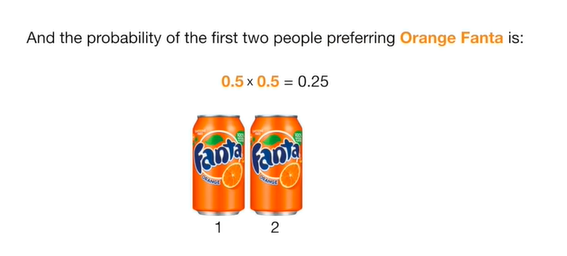 And the probability of the first two people preferring Orange Fanta is:
0.5 x 0.5 = 0.25
Fanta Fanta
ORANGE ORANGE
1 2